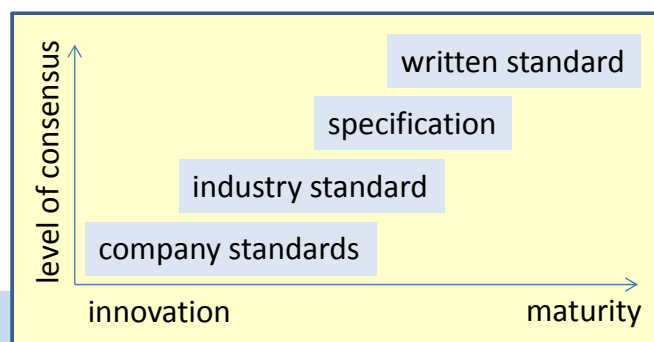 level of consensus
written standard
specification
industry standard
company standards
innovation
maturity